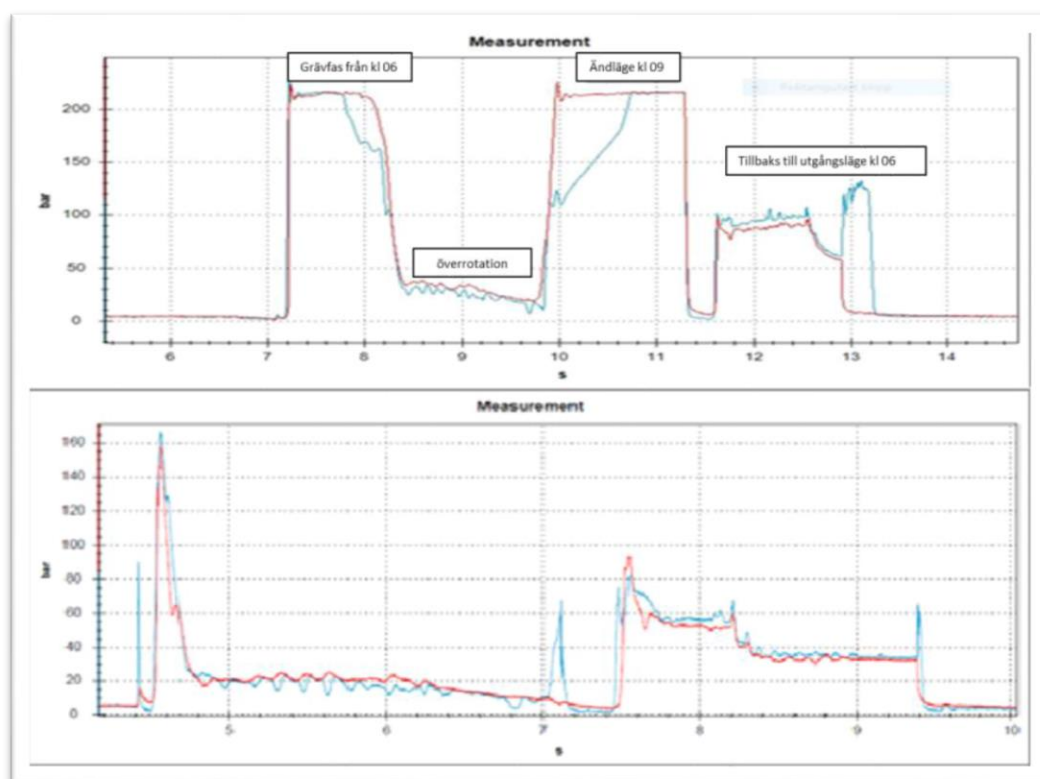 Measurement
Grävfas från kl 06
Ändläge kl 09
Tillbaks till utgångsläge kl 06
överrotation
bar
200
150
100
50
0
6 7 8 9 10 11 12 13 14
s
Measurement
bar
160
140
120
100
80
60
40
20
0
5 6 7 8 9 10
s